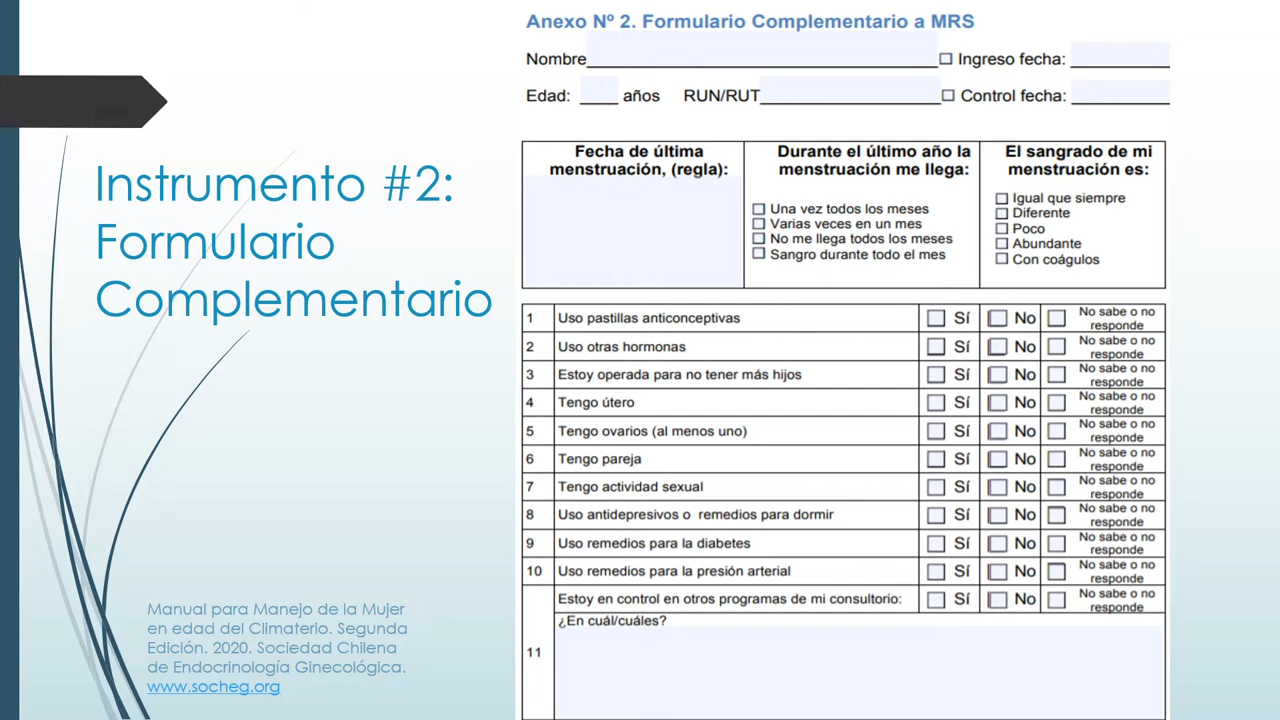 Instrumento #2:
Formulario
Complementario
Manual para Manejo de la Mujer
en edad del Climaterio. Segunda
Edición. 2020. Sociedad Chilena
de Endocrinología Ginecológica.
www.socheg.org
Anexo Nº 2. Formulario Complementario a MRS
Nombre Ingreso fecha:
Edad: años RUN/RUT Control fecha:
Fecha de última
menstruación, (regla):
Durante el último año la
menstruación me llega:
Una vez todos los meses
Varias veces en un mes
No me llega todos los meses
Sangro durante todo el mes
El sangrado de mi
menstruación es:
Igual que siempre
Diferente
Poco
Abundante
Con coágulos
1 Uso pastillas anticonceptivas Sí No No sabe o no
responde
2 Uso otras hormonas Sí No No sabe o no
responde
3 Estoy operada para no tener más hijos Sí No No sabe o no
responde
4 Tengo útero Sí No No sabe o no
responde
5 Tengo ovarios (al menos uno) Sí No No sabe o no
responde
6 Tengo pareja Sí No No sabe o no
responde
7 Tengo actividad sexual Sí No No sabe o no
responde
8 Uso antidepresivos o remedios para dormir Sí No No sabe o no
responde
9 Uso remedios para la diabetes Sí No No sabe o no
responde
10 Uso remedios para la presión arterial Sí No No sabe o no
responde
11 Estoy en control en otros programas de mi consultorio: Sí No No sabe o no
responde
¿En cuál/cuáles?